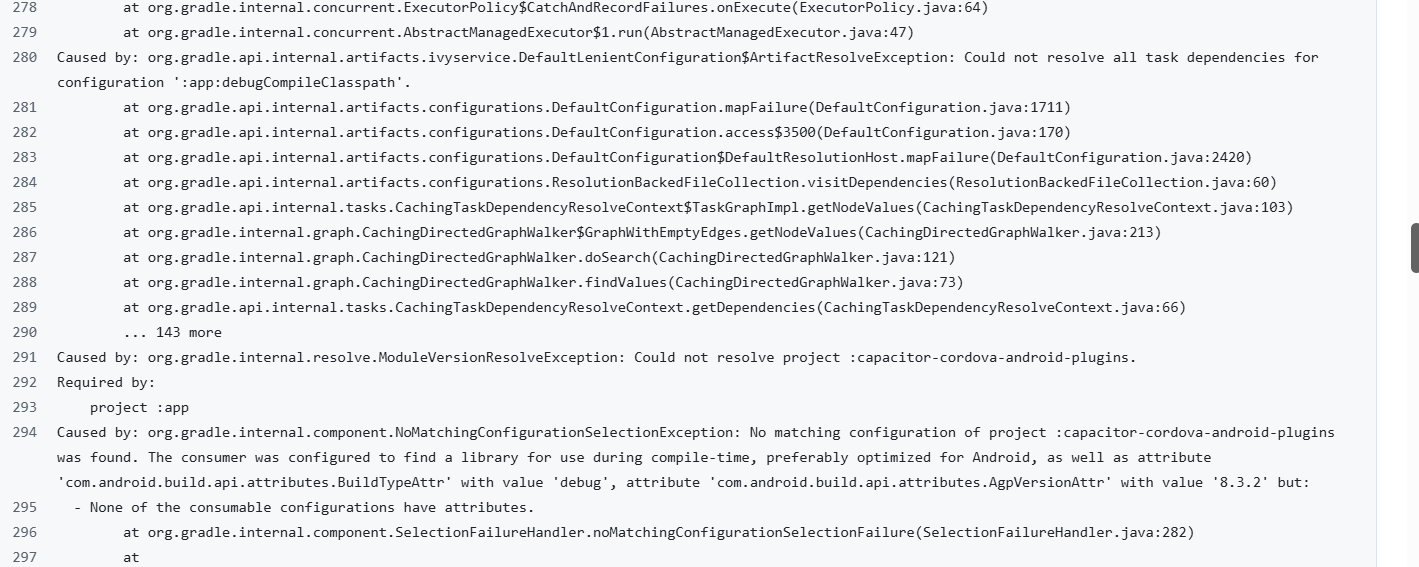 278 at org.gradle.internal.concurrent.ExecutorPolicy$CatchAndRecordFailures.onExecute(ExecutorPolicy.java:64)
279 at org.gradle.internal.concurrent.AbstractManagedExecutor$1.run(AbstractManagedExecutor.java:47)
280 Caused by: org.gradle.api.internal.artifacts.ivyservice.DefaultLenientConfiguration$ArtifactResolveException: Could not resolve all task dependencies for
configuration ':app:debugCompileClasspath'.
281 at org.gradle.api.internal.artifacts.configurations.DefaultConfiguration.mapFailure(DefaultConfiguration.java:1711)
282 at org.gradle.api.internal.artifacts.configurations.DefaultConfiguration.access$3500(DefaultConfiguration.java:170)
283 at org.gradle.api.internal.artifacts.configurations.DefaultConfiguration$DefaultResolutionHost.mapFailure(DefaultConfiguration.java:2420)
284 at org.gradle.api.internal.artifacts.configurations.ResolutionBackedFileCollection.visitDependencies(ResolutionBackedFileCollection.java:60)
285 at org.gradle.api.internal.tasks.CachingTaskDependencyResolveContext$TaskGraphImpl.getNodeValues(CachingTaskDependencyResolveContext.java:103)
286 at org.gradle.internal.graph.CachingDirectedGraphWalker$GraphWithEmptyEdges.getNodeValues(CachingDirectedGraphWalker.java:213)
287 at org.gradle.internal.graph.CachingDirectedGraphWalker.doSearch(CachingDirectedGraphWalker.java:121)
288 at org.gradle.internal.graph.CachingDirectedGraphWalker.findValues(CachingDirectedGraphWalker.java:73)
289 at org.gradle.api.internal.tasks.CachingTaskDependencyResolveContext.getDependencies(CachingTaskDependencyResolveContext.java:66)
290 ... 143 more
291 Caused by: org.gradle.internal.resolve.ModuleVersionResolveException: Could not resolve project :capacitor-cordova-android-plugins.
292 Required by:
293 project :app
294 Caused by: org.gradle.internal.component.NoMatchingConfigurationSelectionException: No matching configuration of project :capacitor-cordova-android-plugins
was found. The consumer was configured to find a library for use during compile-time, preferably optimized for Android, as well as attribute
'com.android.build.api.attributes.BuildTypeAttr' with value 'debug', attribute 'com.android.build.api.attributes.AgpVersionAttr' with value '8.3.2' but:
295 - None of the consumable configurations have attributes.
296 at org.gradle.internal.component.SelectionFailureHandler.noMatchingConfigurationSelectionFailure(SelectionFailureHandler.java:282)
297 at